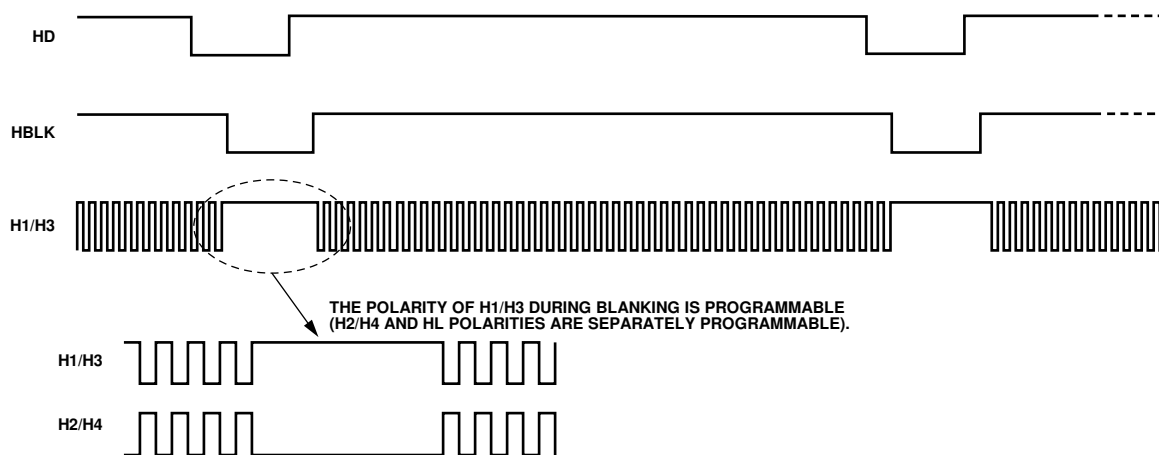 HD
HBLK
H1/H3
THE POLARITY OF H1/H3 DURING BLANKING IS PROGRAMMABLE
(H2/H4 AND HL POLARITIES ARE SEPARATELY PROGRAMMABLE).
H1/H3
H2/H4